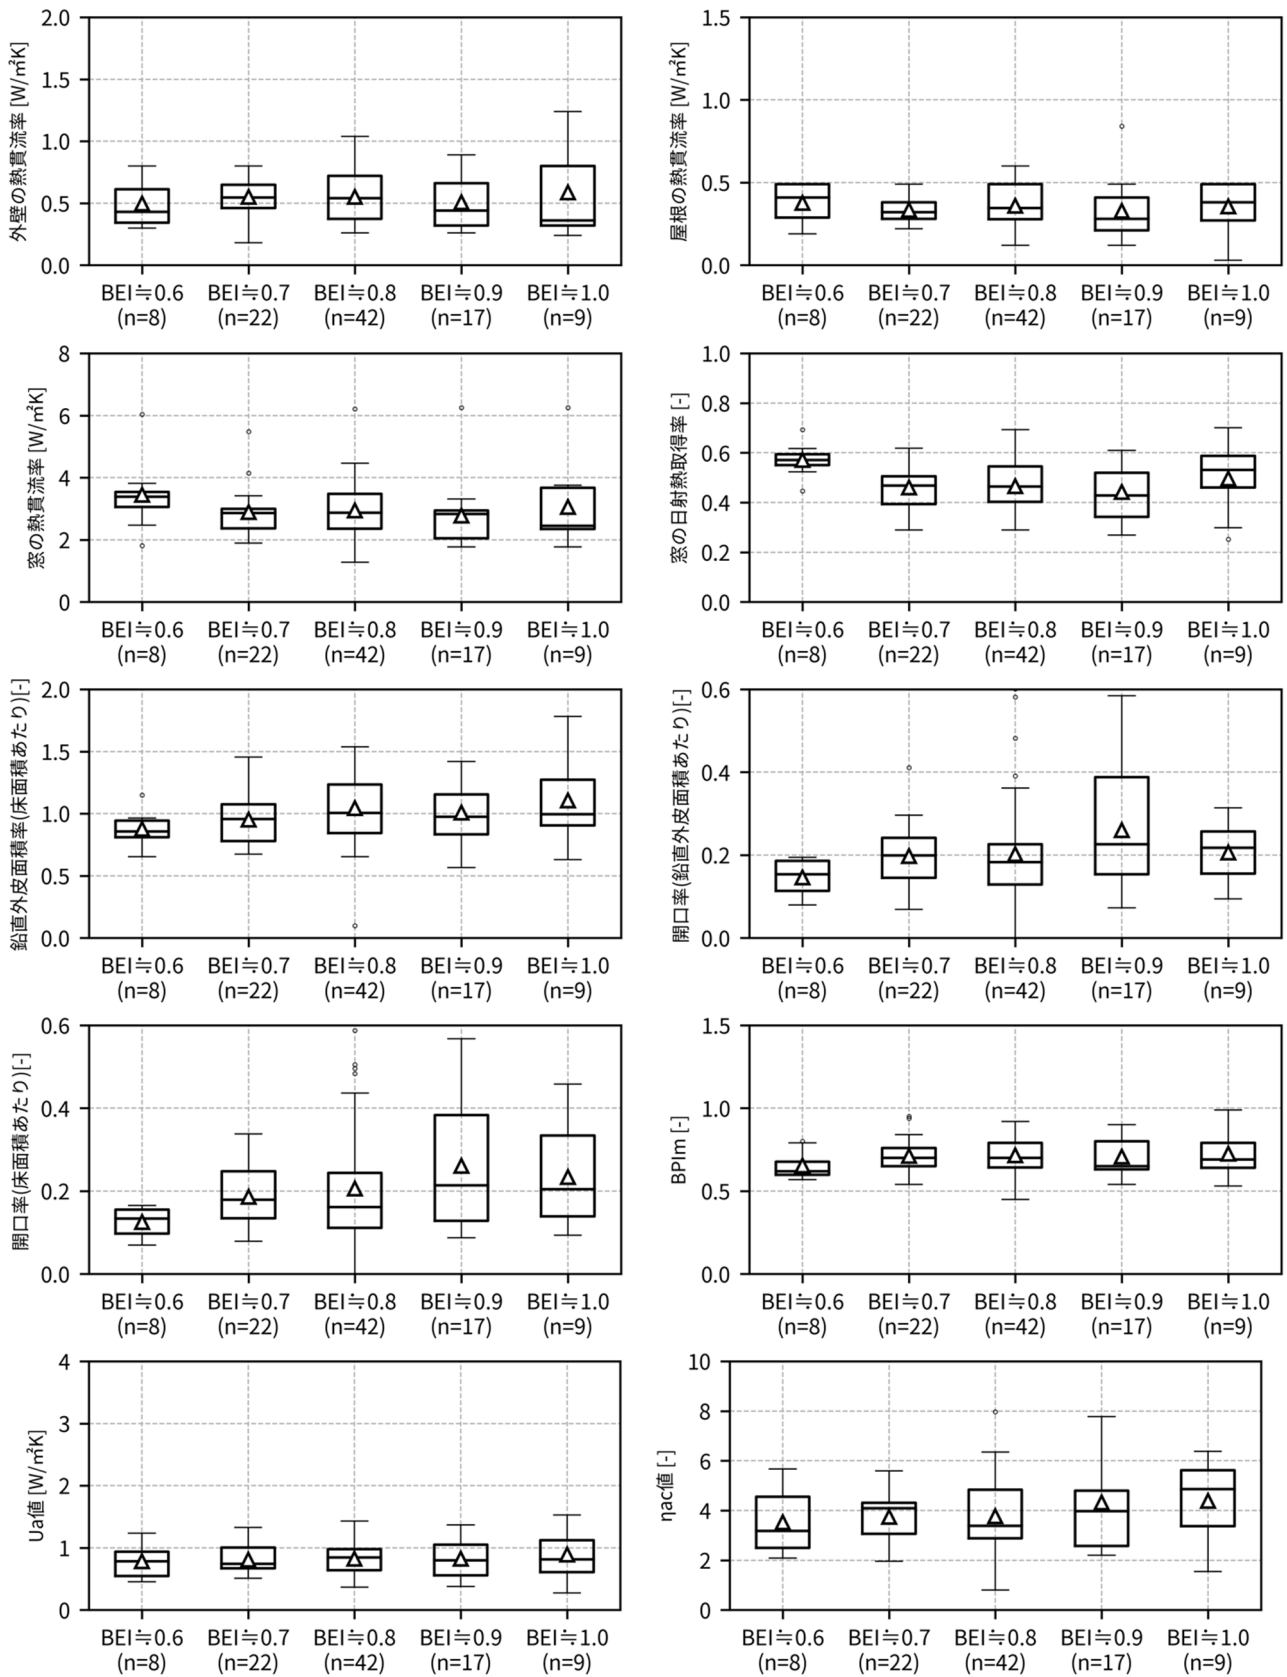 外壁の熱貫流率 [W/㎡K]
2.0
1.5
1.0
0.5
0.0
BEI≒0.6 BEI≒0.7 BEI≒0.8 BEI≒0.9 BEI≒1.0
(n=8) (n=22) (n=42) (n=17) (n=9)
屋根の熱貫流率 [W/㎡K]
1.5
1.0
0.5
0.0
BEI≒0.6 BEI≒0.7 BEI≒0.8 BEI≒0.9 BEI≒1.0
(n=8) (n=22) (n=42) (n=17) (n=9)
窓の熱貫流率 [W/㎡K]
8
6
4
2
0
BEI≒0.6 BEI≒0.7 BEI≒0.8 BEI≒0.9 BEI≒1.0
(n=8) (n=22) (n=42) (n=17) (n=9)
窓の日射熱取得率 [-]
1.0
0.8
0.6
0.4
0.2
0.0
BEI≒0.6 BEI≒0.7 BEI≒0.8 BEI≒0.9 BEI≒1.0
(n=8) (n=22) (n=42) (n=17) (n=9)
鉛直外皮面積率(床面積あたり)[-]
2.0
1.5
1.0
0.5
0.0
BEI≒0.6 BEI≒0.7 BEI≒0.8 BEI≒0.9 BEI≒1.0
(n=8) (n=22) (n=42) (n=17) (n=9)
開口率(鉛直外皮面積あたり)[-]
0.6
0.4
0.2
0.0
BEI≒0.6 BEI≒0.7 BEI≒0.8 BEI≒0.9 BEI≒1.0
(n=8) (n=22) (n=42) (n=17) (n=9)
開口率(床面積あたり)[-]
0.6
0.4
0.2
0.0
BEI≒0.6 BEI≒0.7 BEI≒0.8 BEI≒0.9 BEI≒1.0
(n=8) (n=22) (n=42) (n=17) (n=9)
BPIm [-]
1.5
1.0
0.5
0.0
BEI≒0.6 BEI≒0.7 BEI≒0.8 BEI≒0.9 BEI≒1.0
(n=8) (n=22) (n=42) (n=17) (n=9)
Ua値 [W/㎡K]
4
3
2
1
0
BEI≒0.6 BEI≒0.7 BEI≒0.8 BEI≒0.9 BEI≒1.0
(n=8) (n=22) (n=42) (n=17) (n=9)
ηac値 [-]
10
8
6
4
2
0
BEI≒0.6 BEI≒0.7 BEI≒0.8 BEI≒0.9 BEI≒1.0
(n=8) (n=22) (n=42) (n=17) (n=9)